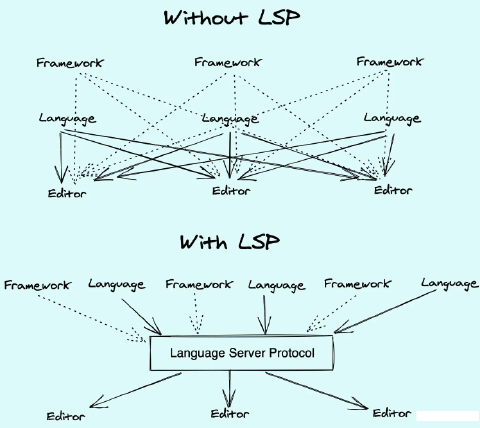 Without LSP
Framework Framework Framework
Language Language Language
Editor Editor Editor
With LSP
Framework Language Framework Language Framework Language
Language Server Protocol
Editor Editor Editor